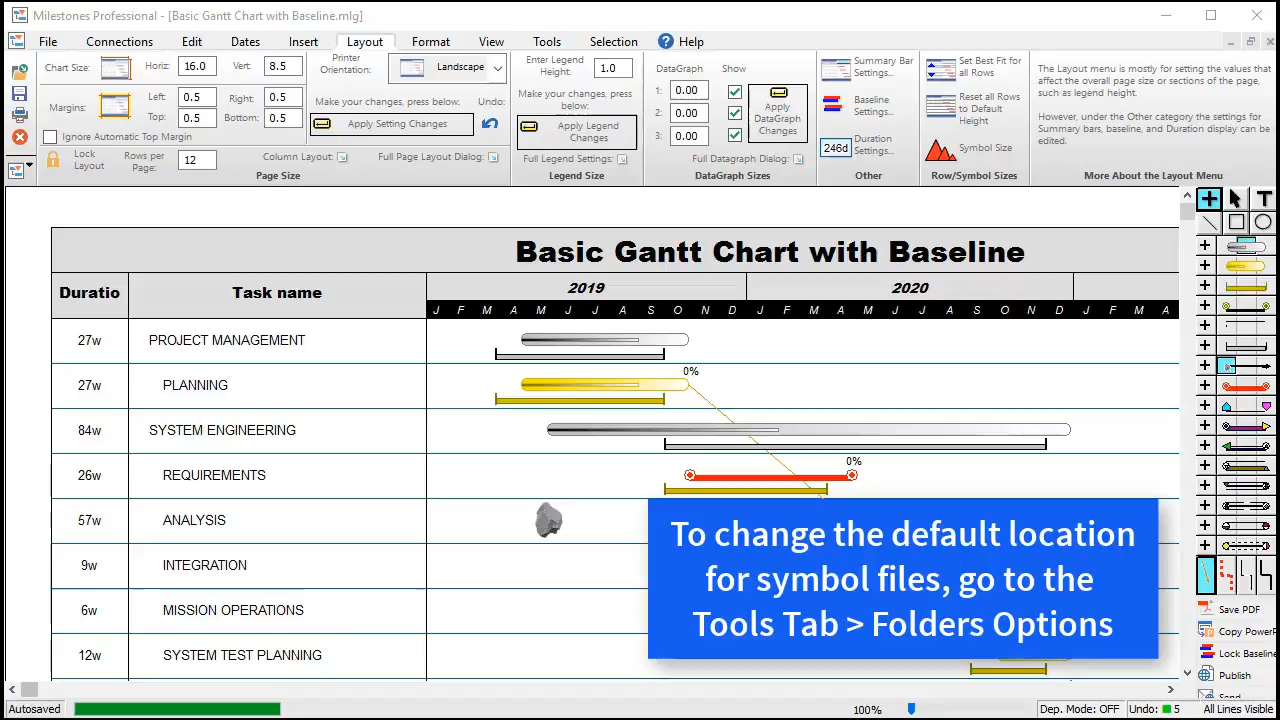 Milestones Professional - [Basic Gantt Chart with Baseline.mlg]
File Connections Edit Dates Insert Layout Format View Tools Selection ? Help
Chart Size: Horiz: 16.0 Vert: 8.5
Margins: Left: 0.5 Right: 0.5
Top: 0.5 Bottom: 0.5
Ignore Automatic Top Margin
Lock Layout
Rows per Page: 12
Printer Orientation: Landscape
Make your changes, press below: Undo:
Apply Setting Changes
Column Layout: Full Page Layout Dialog:
Page Size
Enter Legend Height: 1.0
Make your changes, press below:
Apply Legend Changes
Full Legend Settings:
Legend Size
DataGraph Show
1: 0.00
2: 0.00
3: 0.00
Apply DataGraph Changes
Full Datagraph Dialog:
DataGraph Sizes
Summary Bar Settings...
Baseline Settings...
246d Duration Settings...
Other
Set Best Fit for all Rows
Reset all Rows to Default Height
Symbol Size
Row/Symbol Sizes
The Layout menu is mostly for setting the values that
affect the overall page size or sections of the page,
such as legend height.
However, under the Other category the settings for
Summary bars, baseline, and Duration display can be
edited.
More About the Layout Menu
Basic Gantt Chart with Baseline
Duratio Task name 2019 2020
J F M A M J J A S O N D J F M A M J J A S O N D J F M A
27w PROJECT MANAGEMENT
27w PLANNING 0%
84w SYSTEM ENGINEERING
26w REQUIREMENTS 0%
57w ANALYSIS
9w INTEGRATION
6w MISSION OPERATIONS
12w SYSTEM TEST PLANNING
To change the default location
for symbol files, go to the
Tools Tab > Folders Options
T
Save PDF
Copy PowerP
Lock Baseline
Publish
Send
Autosaved 100% Dep. Mode: OFF Undo: 5 All Lines Visible